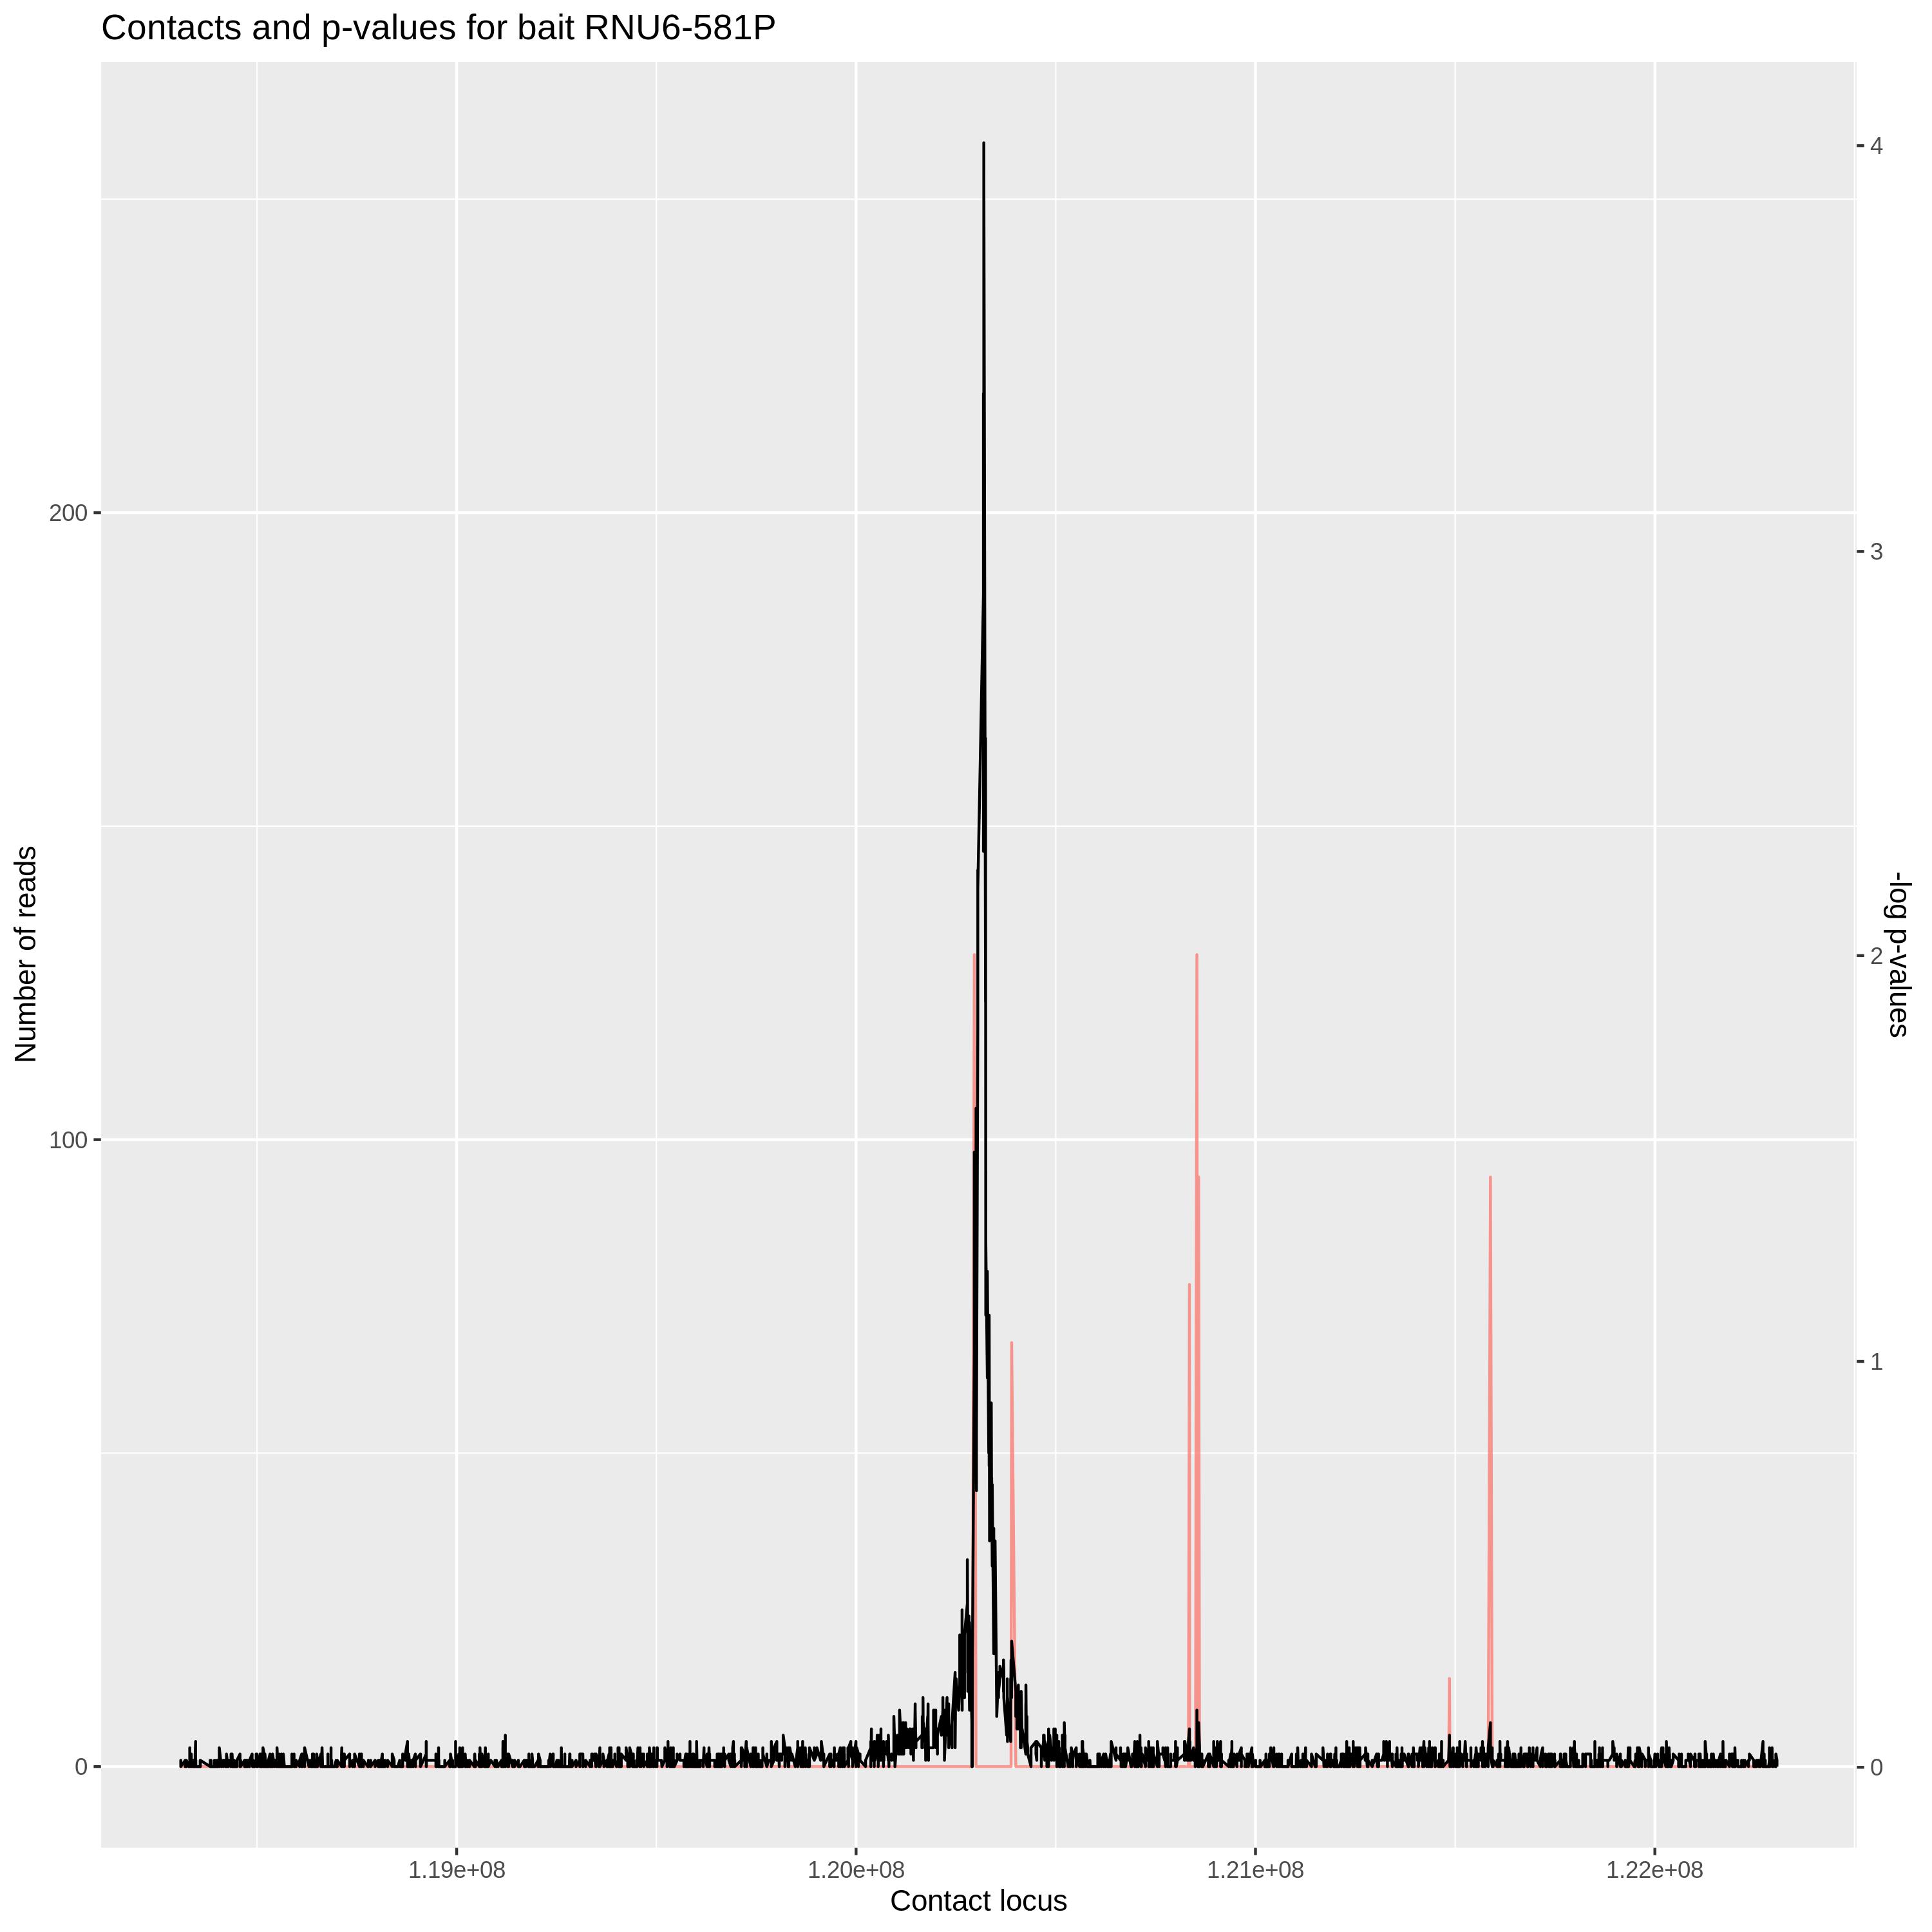 Contacts and p-values for bait RNU6-581P
Number of reads
200
100
0
4
3
2
1
0
-log p-values
1.19e+08 1.20e+08 1.21e+08 1.22e+08
Contact locus